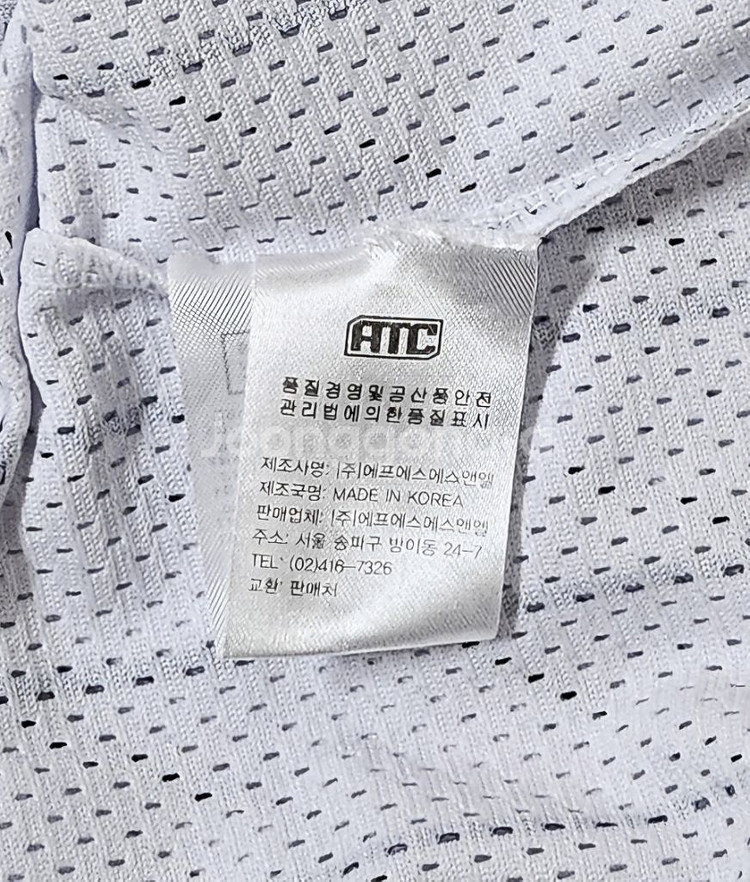 ATC
품질경영및공산품안전
관리법에의한품질표시
제조사명: (주)에프에스에스앤엘
제조국명: MADE IN KOREA
판매업체: (주)에프에스에스앤엘
주소: 서울 송파구 방이동 24-7
TEL: (02)416-7326
교환: 판매처